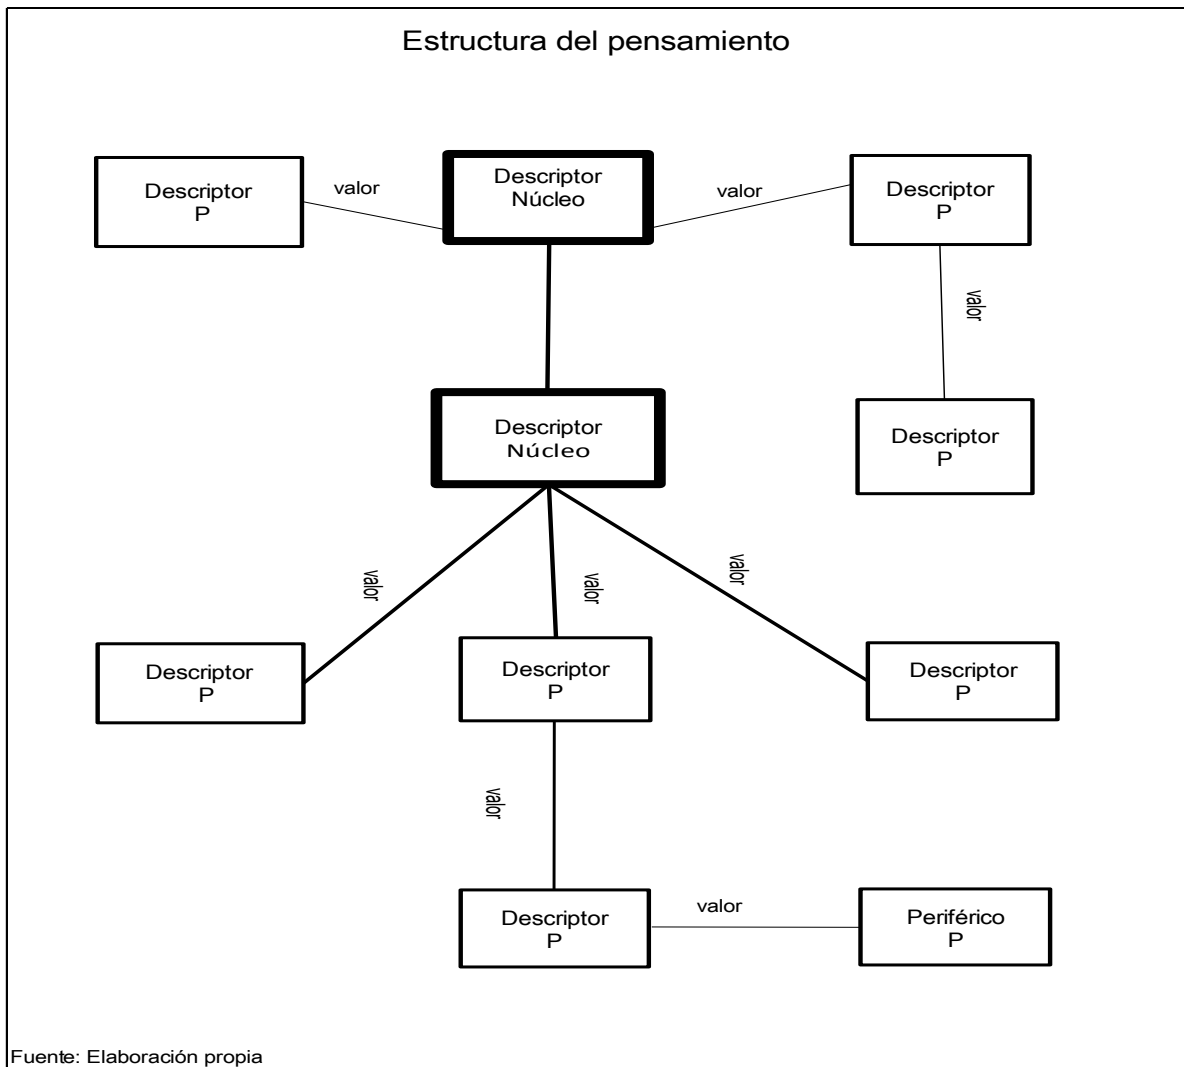 Estructura del pensamiento
Descriptor
P
valor
Descriptor
Núcleo
valor
Descriptor
P
valor
Descriptor
Núcleo
Descriptor
P
valor
valor
valor
Descriptor
P
Descriptor
P
Descriptor
P
valor
Descriptor
P
valor
Periférico
P
Fuente: Elaboración propia